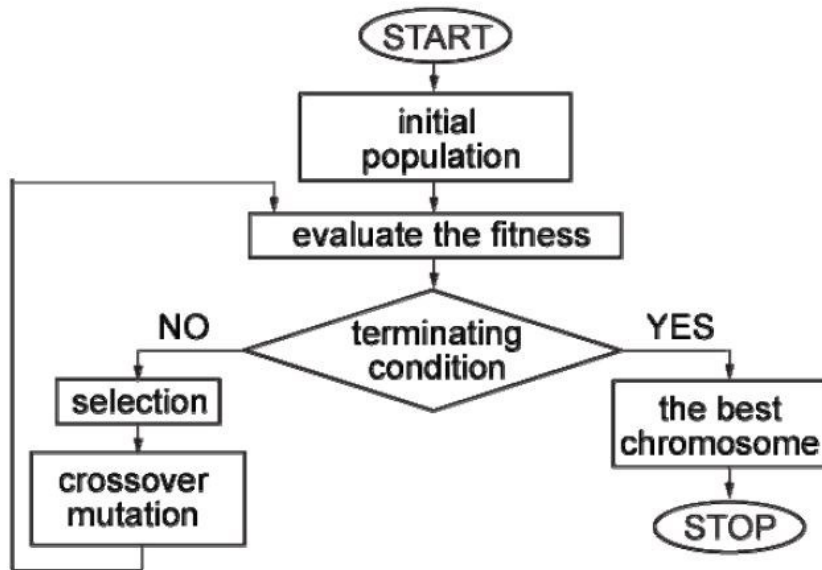 START
initial
population
evaluate the fitness
NO
terminating
condition
YES
selection
the best
chromosome
crossover
mutation
STOP